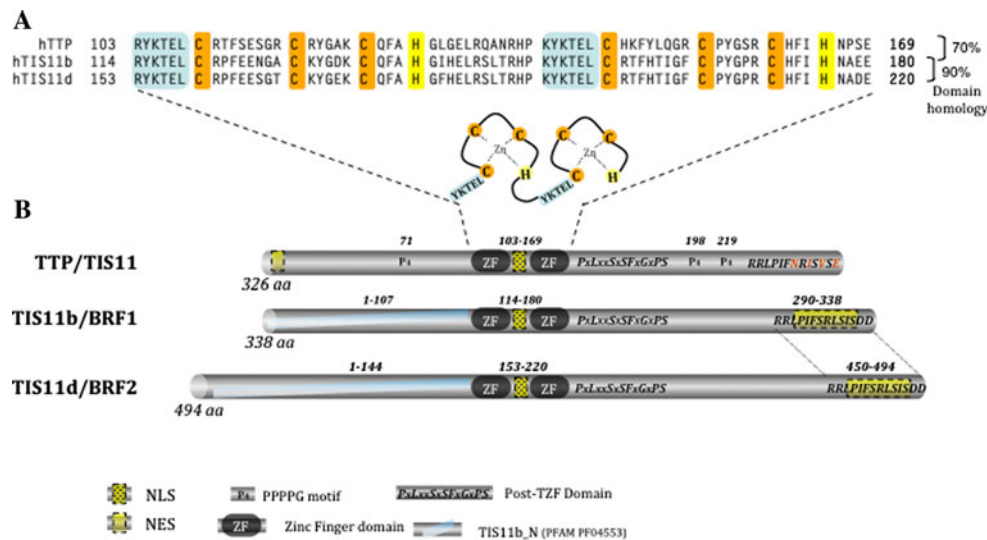 A
hTTP 103 RYKTEL C RTFSESGR C RYGAK C QFA H GLGELRQANRHP KYKTEL C HKFYLQGR C PYGSR C HFI H NPSE 169
hTIS11b 114 RYKTEL C RPFEENGA C KYGDK C QFA H GIHELRSLTRHP KYKTEL C RTFHTIGF C PYGPR C HFI H NAEE 180
hTIS11d 153 RYKTEL C RPFEESGT C KYGEK C QFA H GFHELRSLTRHP KYKTEL C RTFHTIGF C PYGPR C HFI H NADE 220
70%
90%
Domain
homology
C C C C
Zn Zn
C H C H
YKTEL YKTEL
B
71 103-169 198 219
TTP/TIS11 P4 ZF ZF PxLxxSxSFxGxPS P4 P4 RRLPIFNRISVSE
326 aa
1-107 114-180 290-338
TIS11b/BRF1 ZF ZF PxLxxSxSFxGxPS RRLPIFSRLSISDD
338 aa
1-144 153-220 450-494
TIS11d/BRF2 ZF ZF PxLxxSxSFxGxPS RRLPIFSRLSISDD
494 aa
NLS P4 PPPPG motif PxLxxSxSFxGxPS Post-TZF Domain
NES ZF Zinc Finger domain TIS11b_N (PFAM PF04553)